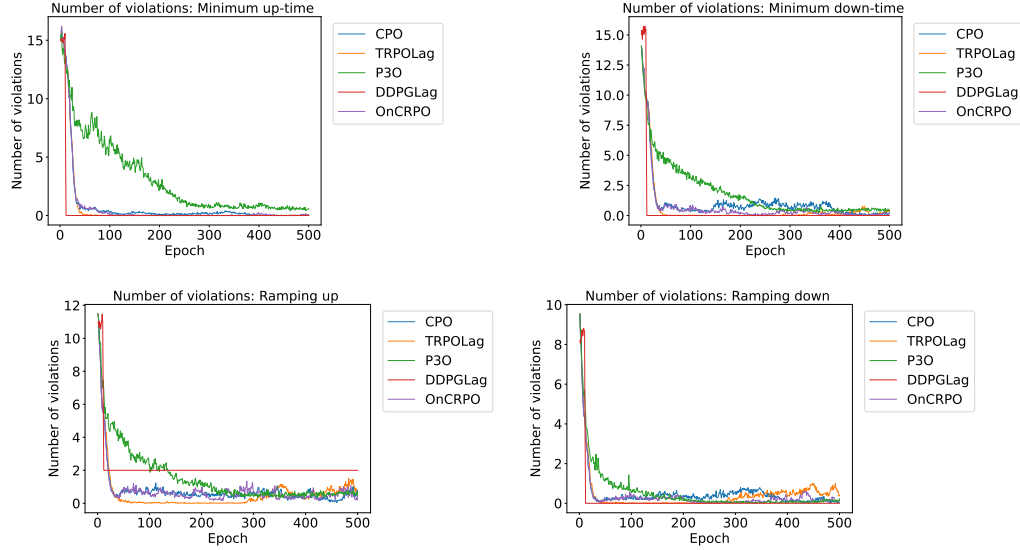 Number of violations: Minimum up-time
Number of violations
15
10
5
0
0
100
200
300
400
500
Epoch
CPO
TRPOLag
P3O
DDPGLag
OnCRPO
Number of violations: Minimum down-time
Number of violations
15.0
12.5
10.0
7.5
5.0
2.5
0.0
0
100
200
300
400
500
Epoch
CPO
TRPOLag
P3O
DDPGLag
OnCRPO
Number of violations: Ramping up
Number of violations
12
10
8
6
4
2
0
0
100
200
300
400
500
Epoch
CPO
TRPOLag
P3O
DDPGLag
OnCRPO
Number of violations: Ramping down
Number of violations
10
8
6
4
2
0
0
100
200
300
400
500
Epoch
CPO
TRPOLag
P3O
DDPGLag
OnCRPO